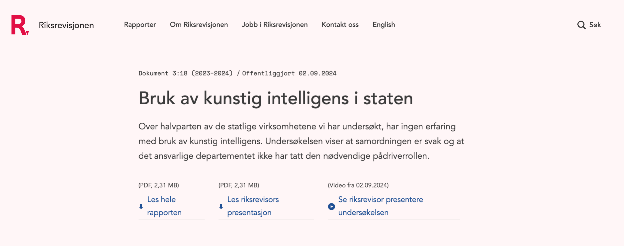 Riksrevisjonen
Rapporter
Om Riksrevisjonen
Jobb i Riksrevisjonen
Kontakt oss
English
Søk
Dokument 3:18 (2023–2024) / Offentliggjort 02.09.2024
Bruk av kunstig intelligens i staten
Over halvparten av de statlige virksomhetene vi har undersøkt, har ingen erfaring
med bruk av kunstig intelligens. Undersøkelsen viser at samordningen er svak og at
det ansvarlige departementet ikke har tatt den nødvendige pådriverrollen.
(PDF, 2,31 MB)
Les hele
rapporten
(PDF, 2,31 MB)
Les riksrevisors
presentasjon
(Video fra 02.09.2024)
Se riksrevisor presentere
undersøkelsen